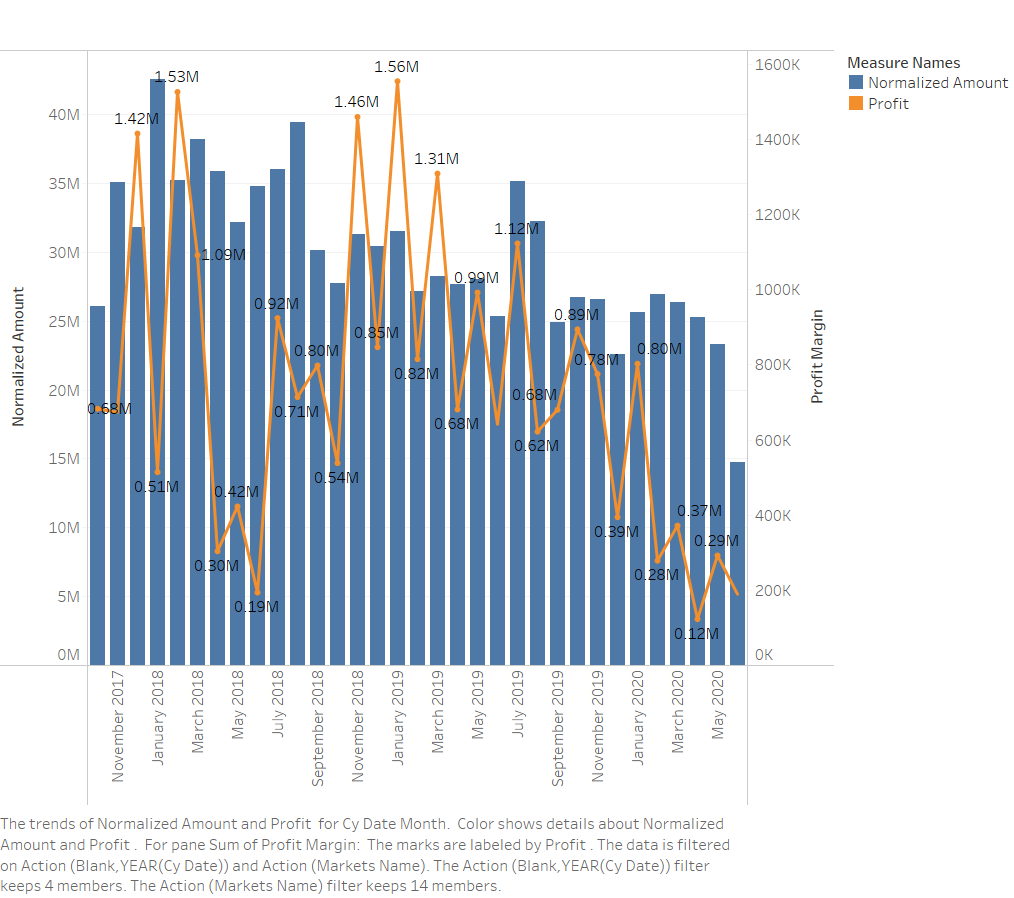 Measure Names
Normalized Amount
Profit
1600K
1400K
1200K
1000K
800K
600K
400K
200K
0K
Profit Margin
40M
35M
30M
25M
20M
15M
10M
5M
0M
Normalized Amount
0.68M
1.42M
0.51M
1.53M
1.09M
0.30M
0.42M
0.19M
0.92M
0.71M
0.80M
0.54M
1.46M
0.85M
1.56M
0.82M
1.31M
0.68M
0.99M
1.12M
0.62M
0.68M
0.89M
0.78M
0.39M
0.80M
0.28M
0.37M
0.12M
0.29M
November 2017
January 2018
March 2018
May 2018
July 2018
September 2018
November 2018
January 2019
March 2019
May 2019
July 2019
September 2019
November 2019
January 2020
March 2020
May 2020
The trends of Normalized Amount and Profit  for Cy Date Month.  Color shows details about Normalized
Amount and Profit .  For pane Sum of Profit Margin:  The marks are labeled by Profit . The data is filtered
on Action (Blank,YEAR(Cy Date)) and Action (Markets Name). The Action (Blank,YEAR(Cy Date)) filter
keeps 4 members. The Action (Markets Name) filter keeps 14 members.